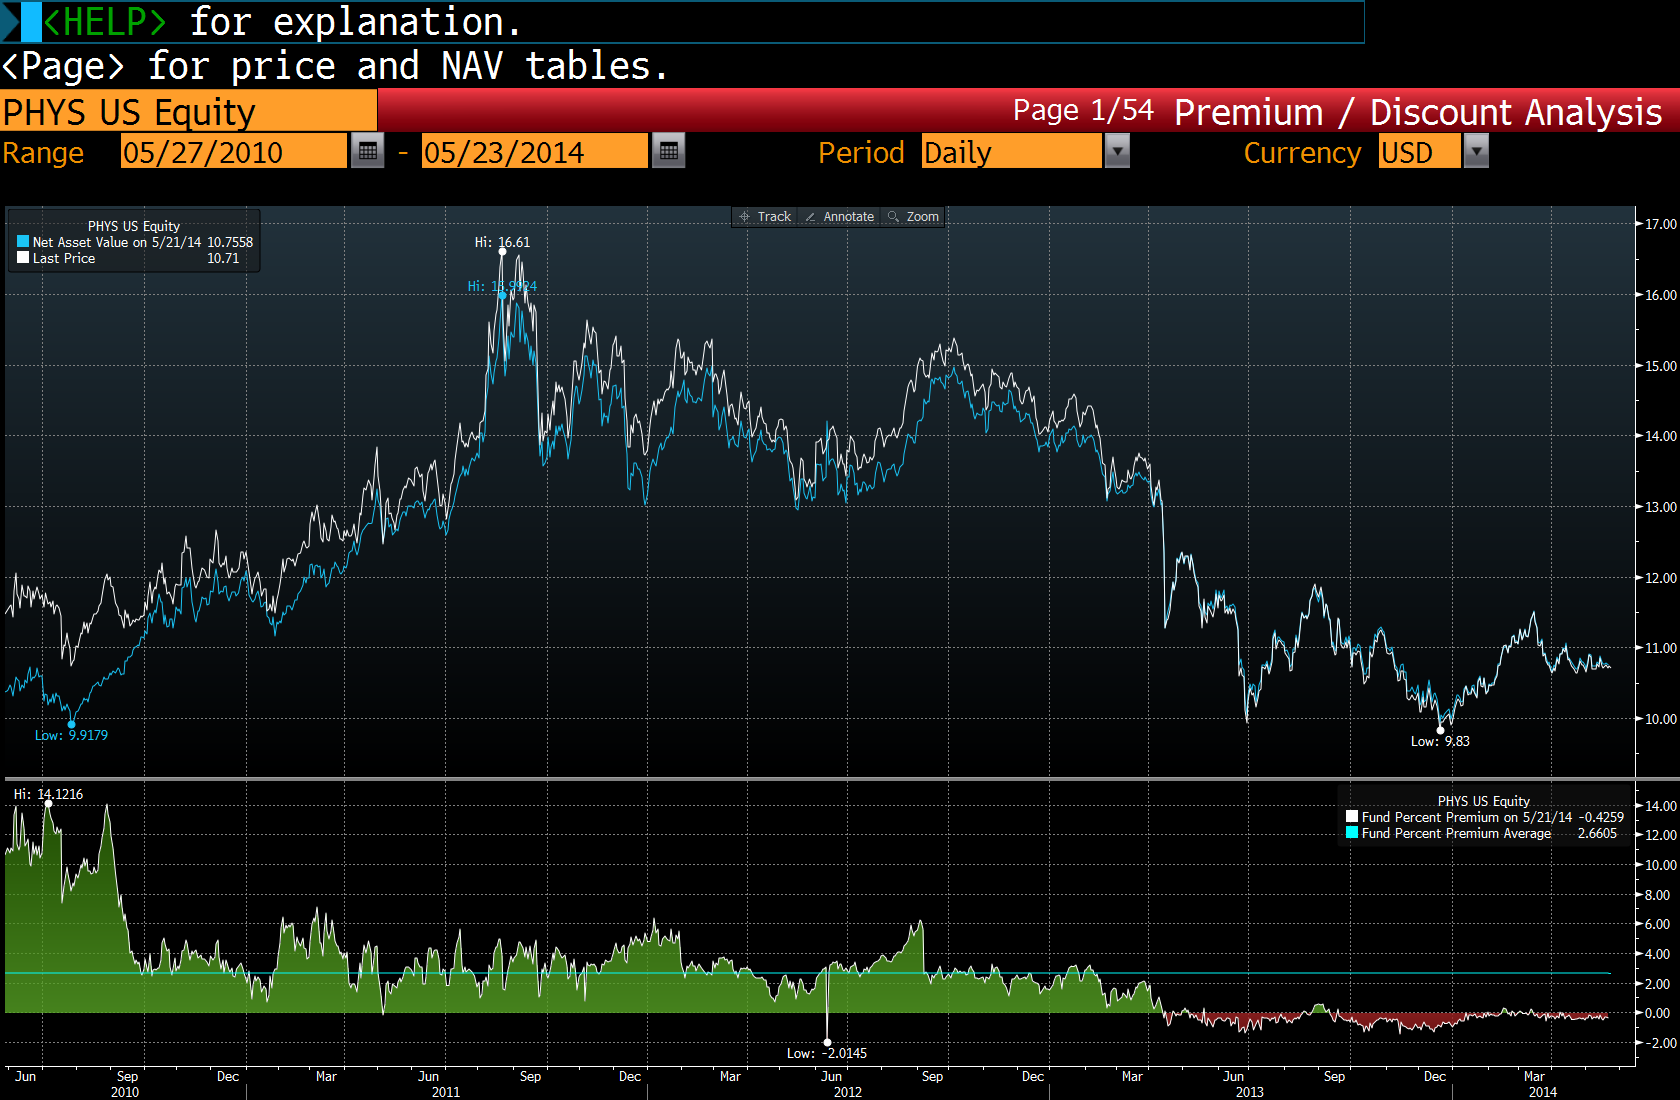 <HELP> for explanation.
<Page> for price and NAV tables.
PHYS US Equity Page 1/54 Premium / Discount Analysis
Range 05/27/2010 - 05/23/2014 Period Daily Currency USD
Track Annotate Zoom
PHYS US Equity
Net Asset Value on 5/21/14 10.7558
Last Price 10.71
Hi: 16.61
Hi: 15.9924
Low: 9.9179
Low: 9.83
17.00
16.00
15.00
14.00
13.00
12.00
11.00
10.00
Hi: 14.1216
PHYS US Equity
Fund Percent Premium on 5/21/14 -0.4259
Fund Percent Premium Average 2.6605
Low: -2.0145
14.00
12.00
10.00
8.00
6.00
4.00
2.00
0.00
-2.00
Jun Sep Dec Mar Jun Sep Dec Mar Jun Sep Dec Mar Jun Sep Dec Mar
2010 2011 2012 2013 2014